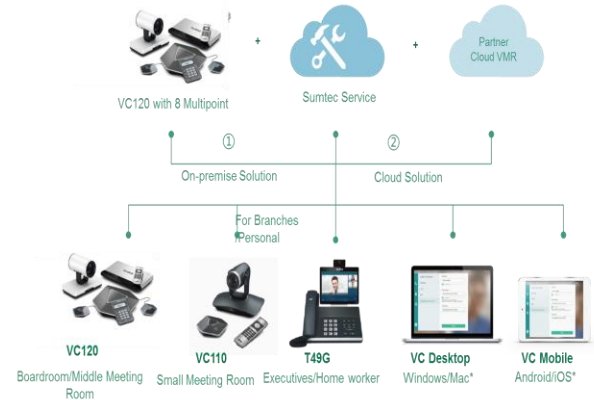 Partner
Cloud VMR
VC120 with 8 Multipoint
+
Sumtec Service
+
①
②
On-premise Solution
Cloud Solution
For Branches
/Personal
VC120
Boardroom/Middle Meeting
Room
VC110
Small Meeting Room
T49G
Executives/Home worker
VC Desktop
Windows/Mac*
VC Mobile
Android/iOS*